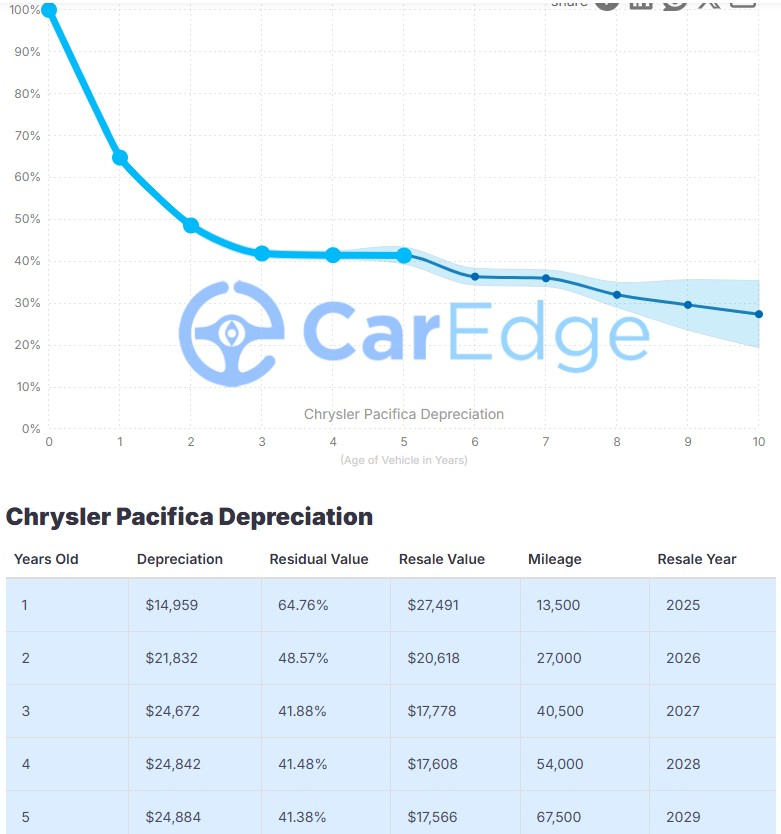 share
100%
90%
80%
70%
60%
50%
40%
30%
20%
10%
0%
CarEdge
Chrysler Pacifica Depreciation
0 1 2 3 4 5 6 7 8 9 10
(Age of Vehicle in Years)
Chrysler Pacifica Depreciation
Years Old Depreciation Residual Value Resale Value Mileage Resale Year
1 $14,959 64.76% $27,491 13,500 2025
2 $21,832 48.57% $20,618 27,000 2026
3 $24,672 41.88% $17,778 40,500 2027
4 $24,842 41.48% $17,608 54,000 2028
5 $24,884 41.38% $17,566 67,500 2029